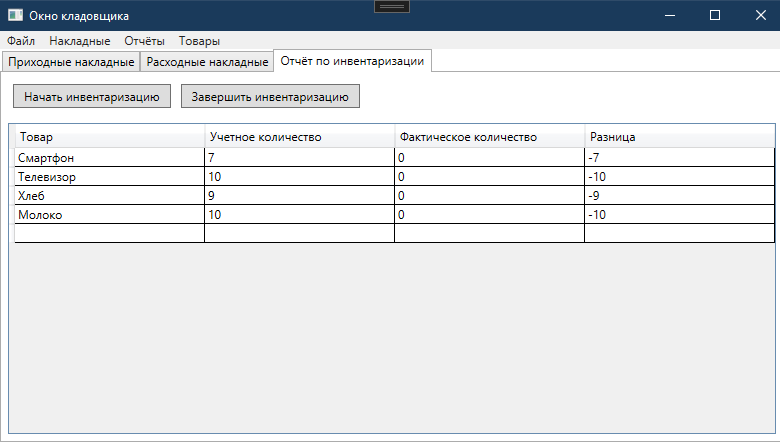 Окно кладовщика
Файл Накладные Отчёты Товары
Приходные накладные Расходные накладные Отчёт по инвентаризации
Начать инвентаризацию Завершить инвентаризацию
Товар Учетное количество Фактическое количество Разница
Смартфон 7 0 -7
Телевизор 10 0 -10
Хлеб 9 0 -9
Молоко 10 0 -10